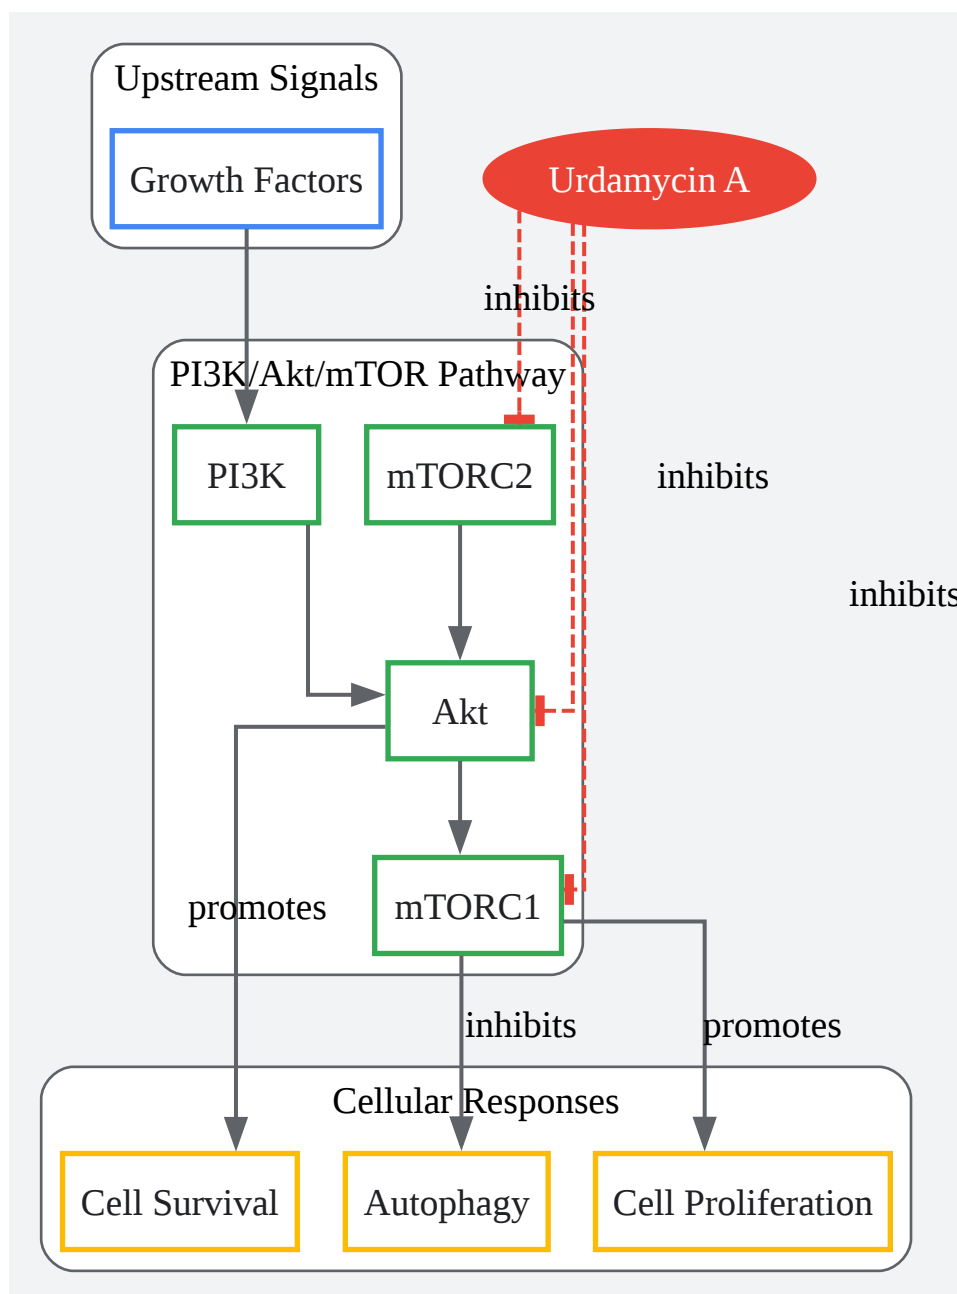 Upstream Signals
Growth Factors
Urdamycin A
inhibits
PI3K/Akt/mTOR Pathway
PI3K
mTORC2
inhibits
inhibits
Akt
promotes
mTORC1
inhibits
promotes
Cellular Responses
Cell Survival
Autophagy
Cell Proliferation